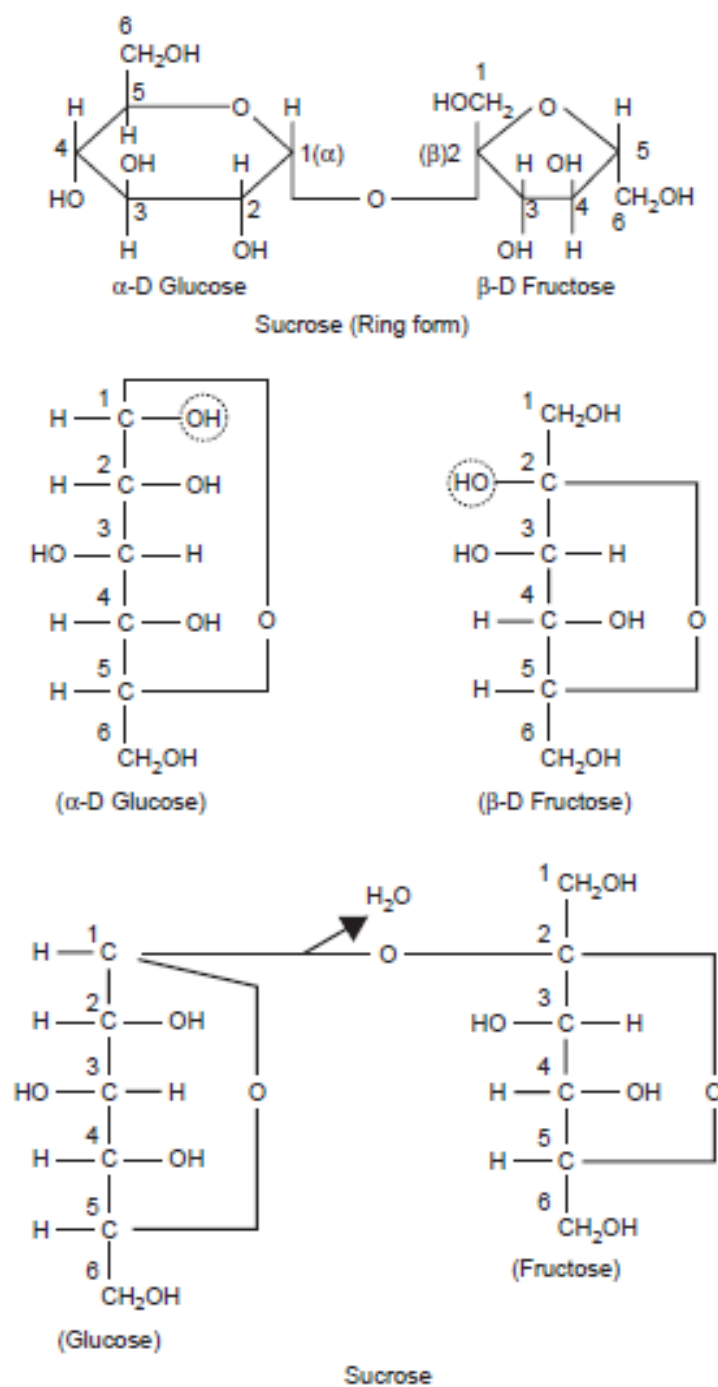 6
CH2OH
5 O H 1 HOCH2 O H
H H
4 OH H 1(α) (β)2 H OH 5
HO 3 2 O 3 4 CH2OH
6
H OH OH H
α-D Glucose β-D Fructose
Sucrose (Ring form)
1
H C OH
2
H C OH
3
HO C H
4
H C OH O
5
H C
6
CH2OH
(α-D Glucose)
1
CH2OH
2
HO C
3
HO C H
4
H C OH O
5
H C
6
CH2OH
(β-D Fructose)
H2O
1
H C O
2
H C OH
3
HO C H O
4
H C OH
5
H C
6
CH2OH
(Glucose)
1
CH2OH
2
C
3
HO C H
4
H C OH O
5
H C
6
CH2OH
(Fructose)
Sucrose